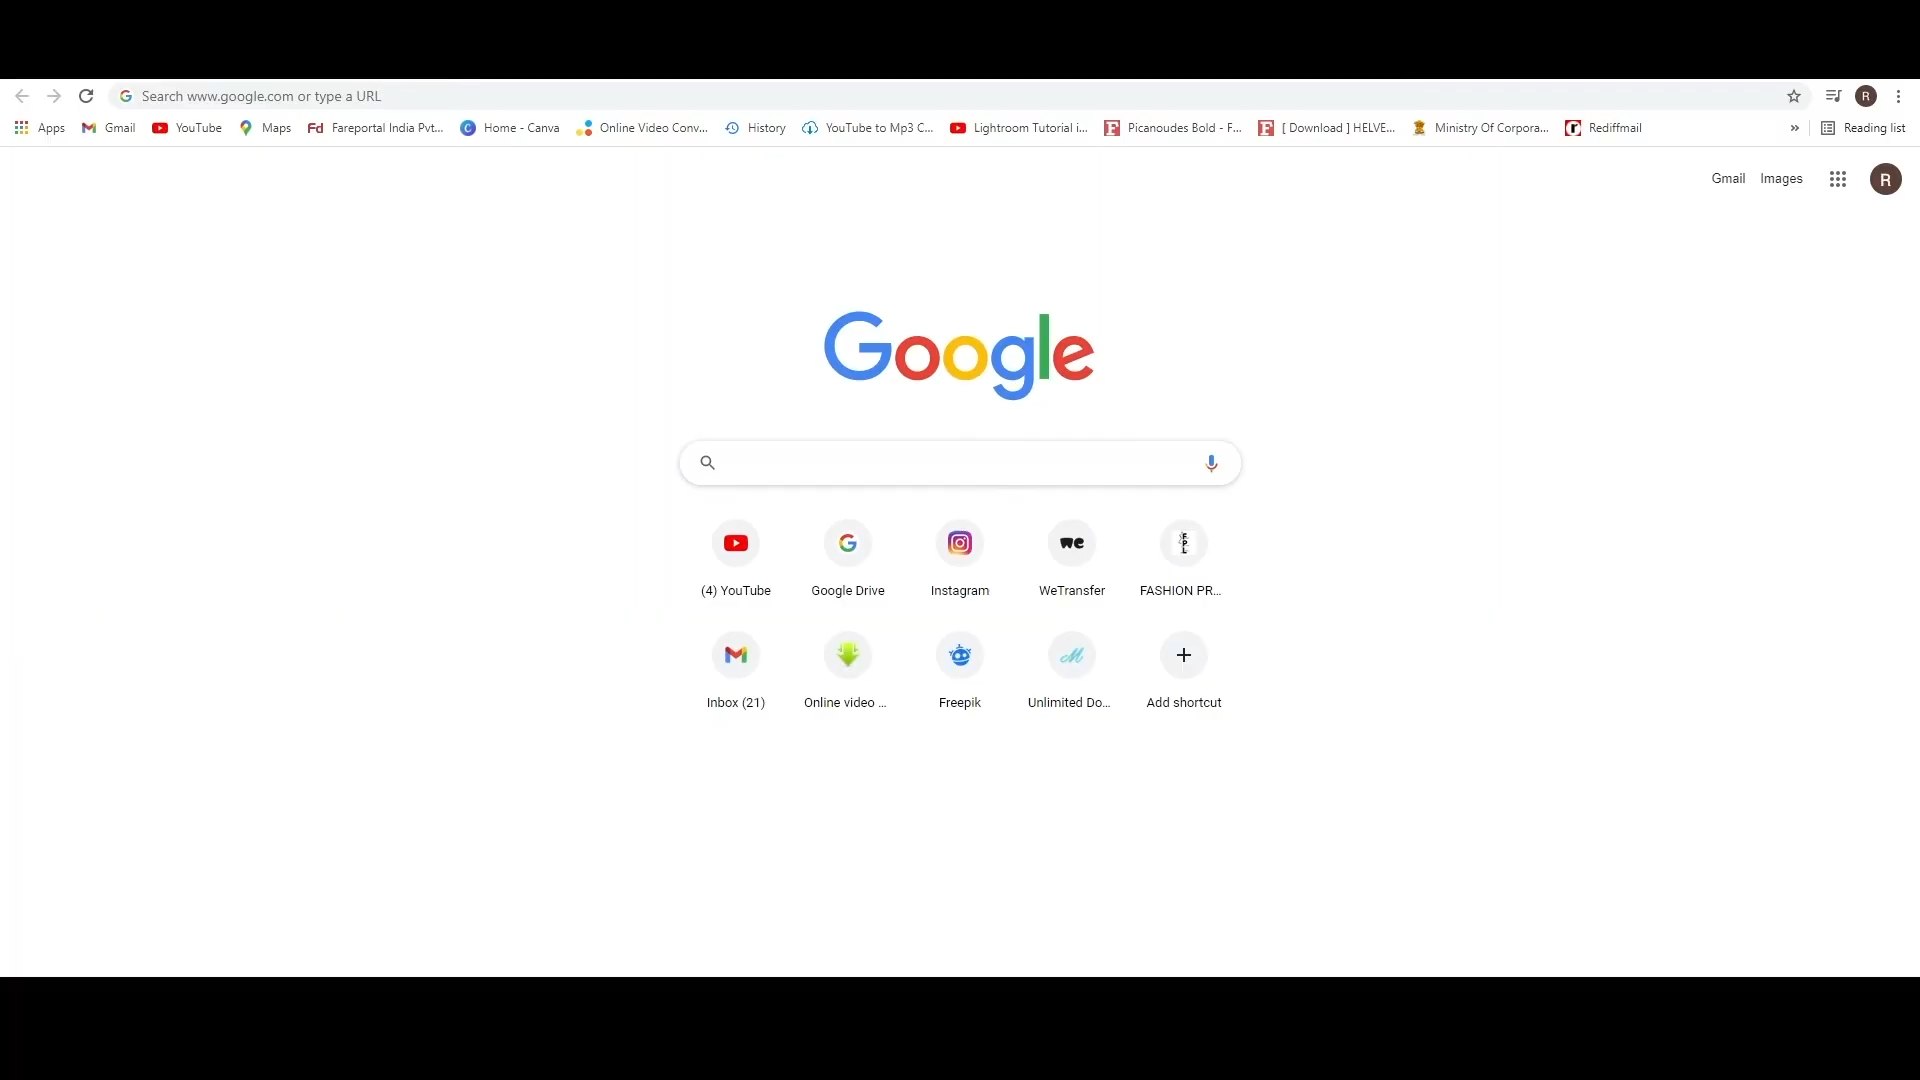 Search www.google.com or type a URL
R
Apps Gmail YouTube Maps Fd Fareportal India Pvt... C Home - Canva Online Video Conv... History YouTube to Mp3 C... Lightroom Tutorial i... F Picanoudes Bold - F... F [ Download ] HELVE... Ministry Of Corpora... r Rediffmail » Reading list
Gmail Images R
Google
we F.P.L
(4) YouTube Google Drive Instagram WeTransfer FASHION PR...
M
Inbox (21) Online video ... Freepik Unlimited Do... Add shortcut